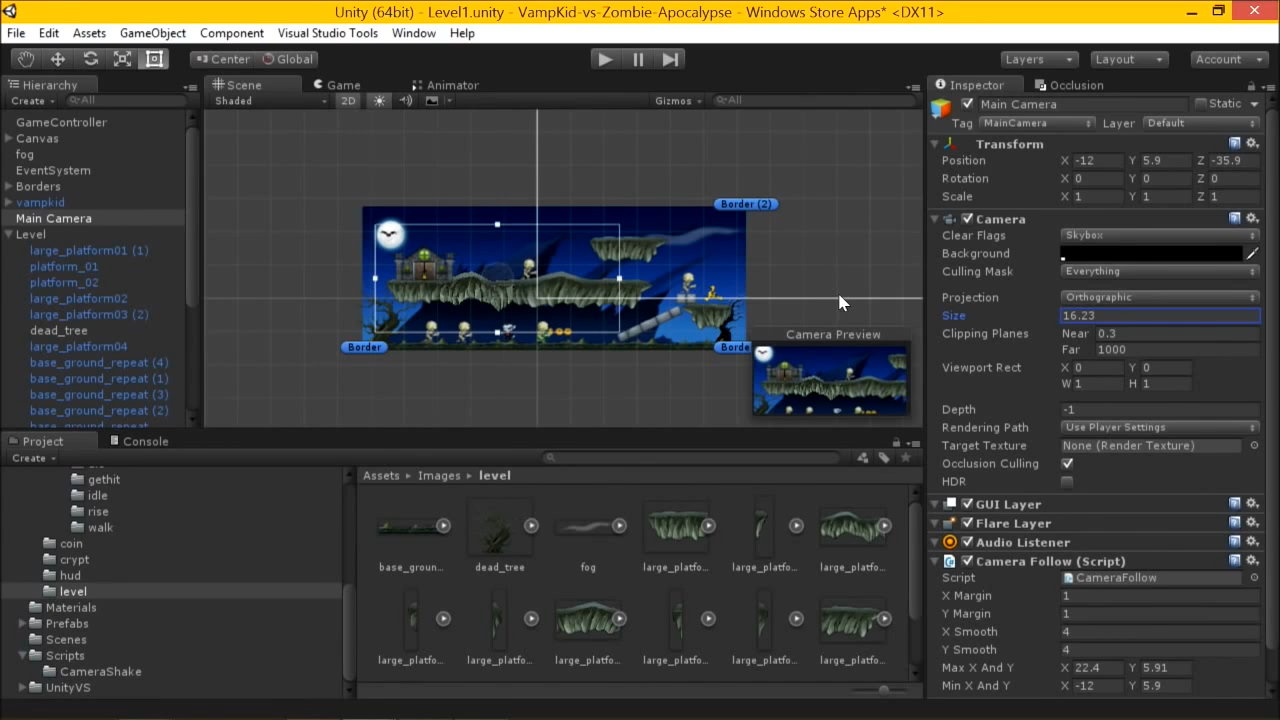 Unity (64bit) - Level1.unity - VampKid-vs-Zombie-Apocalypse - Windows Store Apps* <DX11>
File Edit Assets GameObject Component Visual Studio Tools Window Help
Center Global Layers Layout Account
Hierarchy
Create All
GameController
Canvas
fog
EventSystem
Borders
vampkid
Main Camera
Level
large_platform01 (1)
platform_01
platform_02
large_platform02
large_platform03 (2)
dead_tree
large_platform04
base_ground_repeat (4)
base_ground_repeat (1)
base_ground_repeat (3)
base_ground_repeat (2)
Scene Game Animator
Shaded 2D Gizmos All
Border (2)
Border
Borde
Camera Preview
Inspector Occlusion
Main Camera Static
Tag MainCamera Layer Default
Transform
Position X -12 Y 5.9 Z -35.9
Rotation X 0 Y 0 Z 0
Scale X 1 Y 1 Z 1
Camera
Clear Flags Skybox
Background
Culling Mask Everything
Projection Orthographic
Size 16.23
Clipping Planes Near 0.3
Far 1000
Viewport Rect X 0 Y 0
W 1 H 1
Depth -1
Rendering Path Use Player Settings
Target Texture None (Render Texture)
Occlusion Culling
HDR
GUI Layer
Flare Layer
Audio Listener
Camera Follow (Script)
Script CameraFollow
X Margin 1
Y Margin 1
X Smooth 4
Y Smooth 4
Max X And Y X 22.4 Y 5.91
Min X And Y X -12 Y 5.9
Project Console
Create
gethit
idle
rise
walk
coin
crypt
hud
level
Materials
Prefabs
Scenes
Scripts
CameraShake
UnityVS
Assets Images level
base_groun... dead_tree fog large_platfo... large_platfo... large_platfo...
large_platfo... large_platfo... large_platfo... large_platfo... large_platfo... large_platfo...